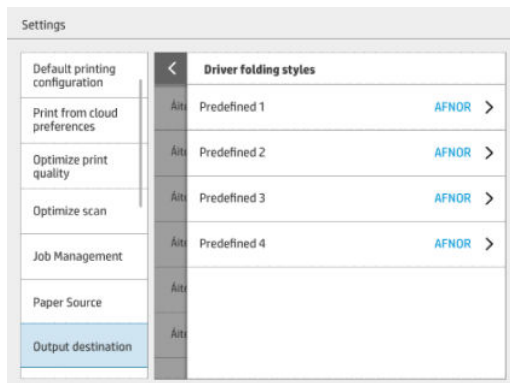 Settings
Default printing
configuration
Print from cloud
preferences
Optimize print
quality
Optimize scan
Job Management
Paper Source
Output destination
Driver folding styles
Predefined 1 AFNOR
Predefined 2 AFNOR
Predefined 3 AFNOR
Predefined 4 AFNOR